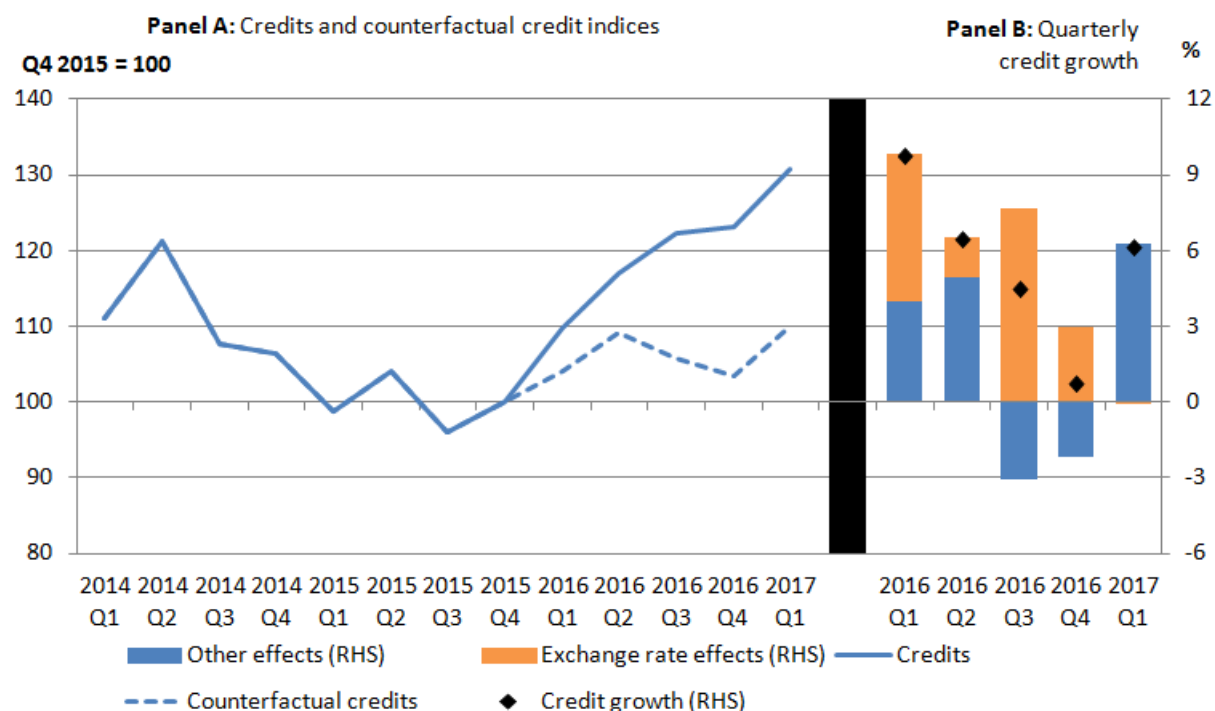 Panel A: Credits and counterfactual credit indices
Panel B: Quarterly
credit growth
%
Q4 2015 = 100
140
130
120
110
100
90
80
12
9
6
3
0
-3
-6
2014 2014 2014 2014 2015 2015 2015 2015 2016 2016 2016 2016 2017 2016 2016 2016 2016 2017
Q1 Q2 Q3 Q4 Q1 Q2 Q3 Q4 Q1 Q2 Q3 Q4 Q1 Q1 Q2 Q3 Q4 Q1
Other effects (RHS) Exchange rate effects (RHS) Credits
Counterfactual credits Credit growth (RHS)